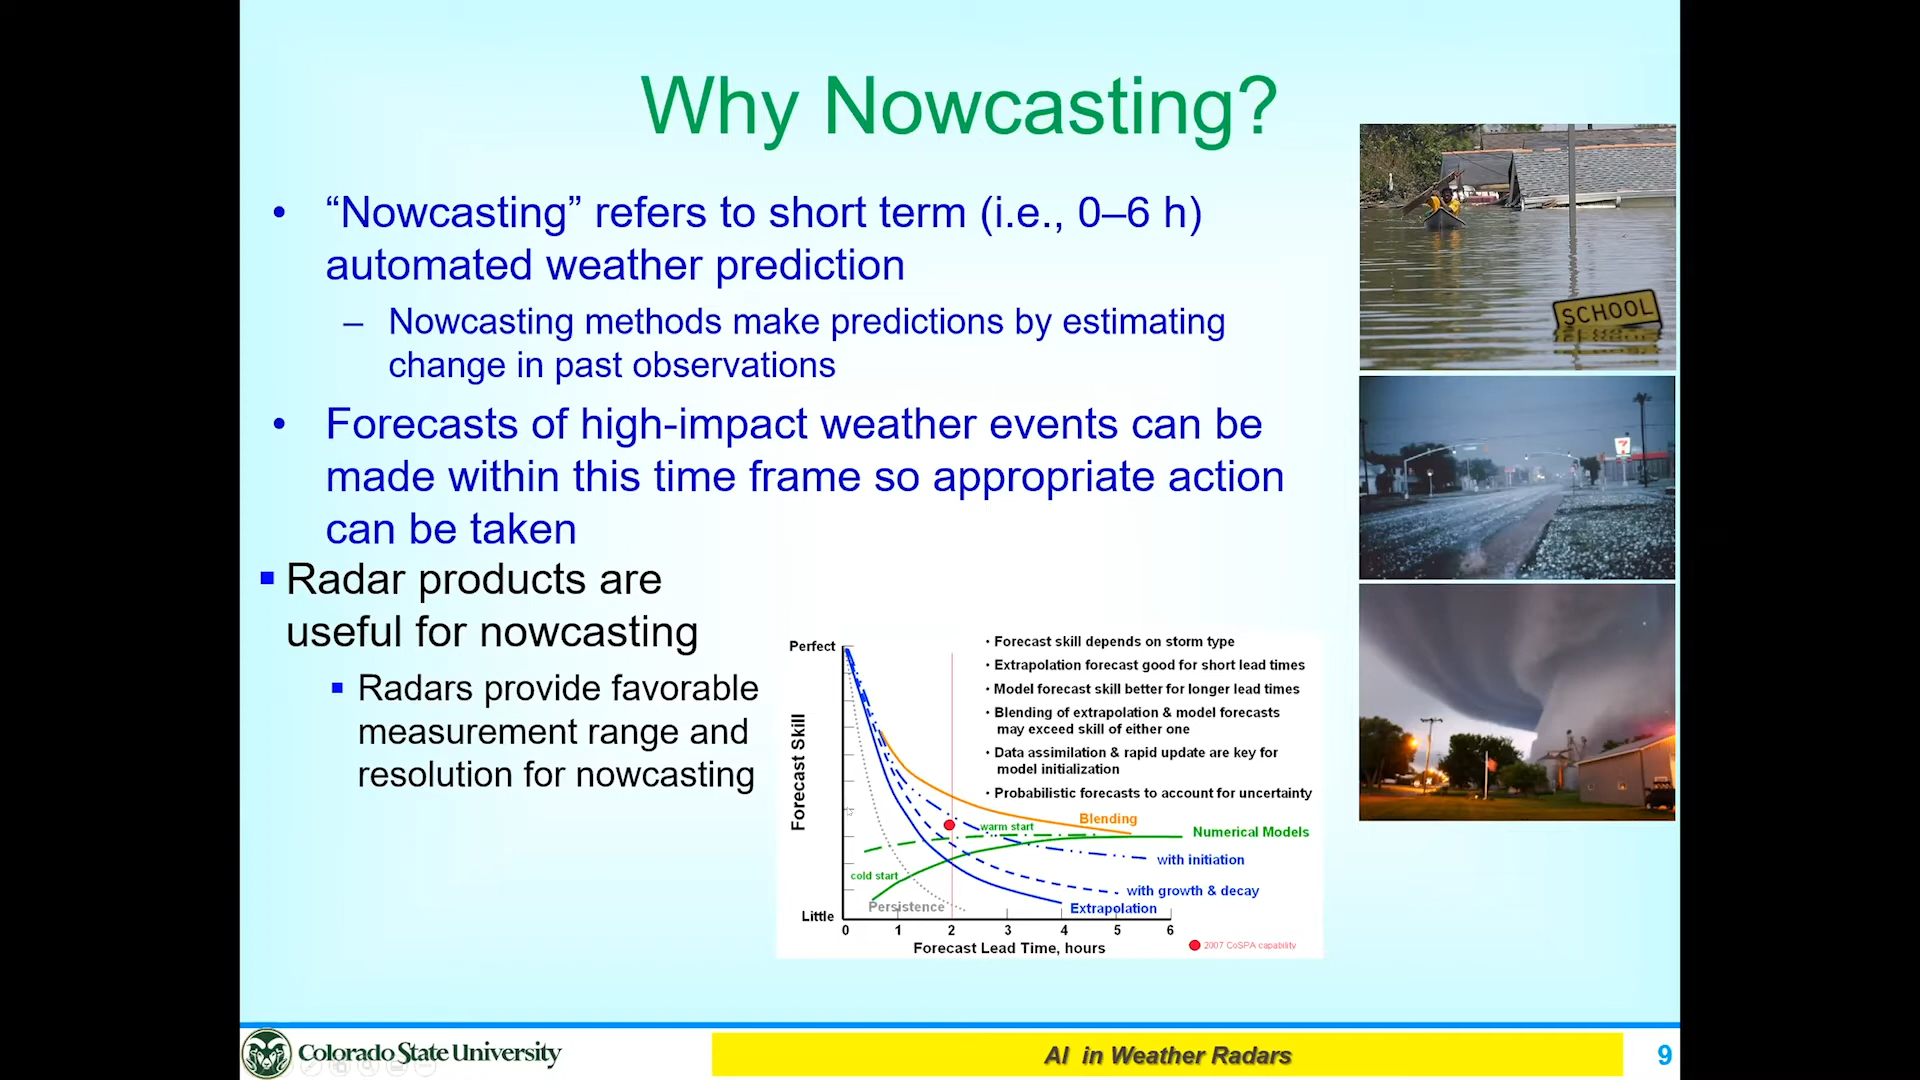 Why Nowcasting?
• “Nowcasting” refers to short term (i.e., 0–6 h)
automated weather prediction
– Nowcasting methods make predictions by estimating
change in past observations
• Forecasts of high-impact weather events can be
made within this time frame so appropriate action
can be taken
▪ Radar products are
useful for nowcasting
▪ Radars provide favorable
measurement range and
resolution for nowcasting
SCHOOL
7
Perfect
Forecast Skill
Little
• Forecast skill depends on storm type
• Extrapolation forecast good for short lead times
• Model forecast skill better for longer lead times
• Blending of extrapolation & model forecasts
may exceed skill of either one
• Data assimilation & rapid update are key for
model initialization
• Probabilistic forecasts to account for uncertainty
Blending
warm start
Numerical Models
with initiation
cold start
with growth & decay
Persistence
Extrapolation
0 1 2 3 4 5 6
Forecast Lead Time, hours
2007 CoSPA capability
Colorado State University
AI in Weather Radars
9